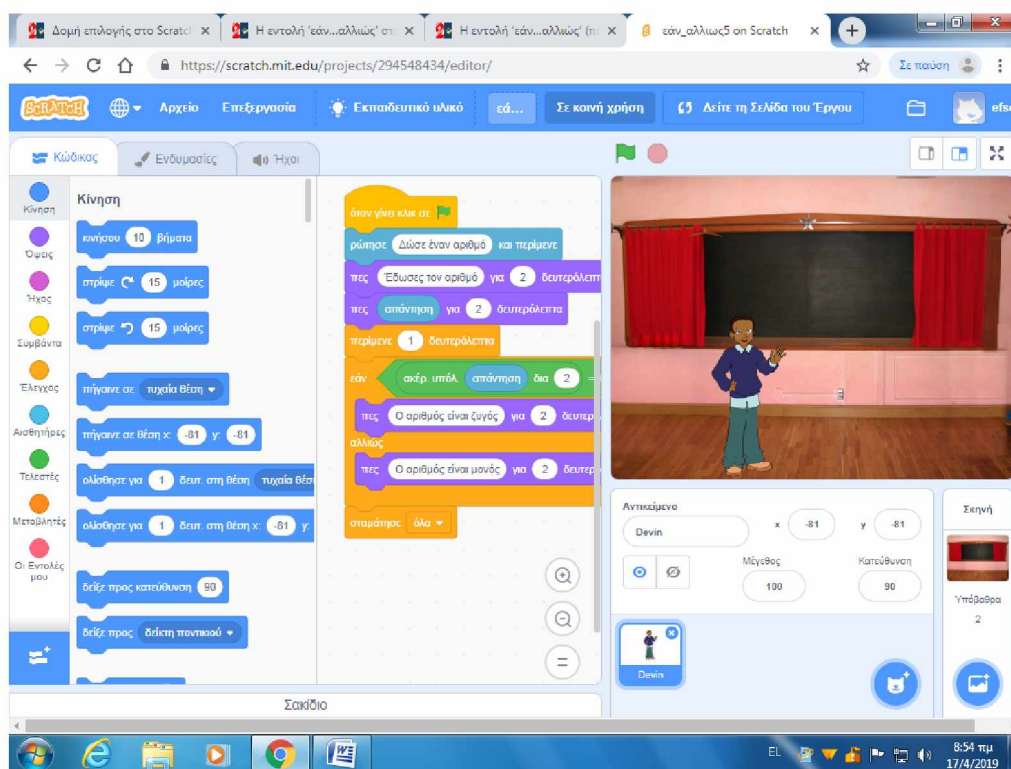 Δομή επιλογής στο Scratc
Η εντολή 'εάν...αλλιώς' στ
Η εντολή 'εάν...αλλιώς' (π
εάν_αλλιως5 on Scratch
https://scratch.mit.edu/projects/294548434/editor/
Σε παύση
SCRATCH
Αρχείο
Επεξεργασία
Εκπαιδευτικό υλικό
εά...
Σε κοινή χρήση
Δείτε τη Σελίδα του Έργου
efs
Κώδικας
Ενδυμασίες
Ήχοι
Κίνηση
Όψεις
Ήχος
Συμβάντα
Έλεγχος
Αισθητήρες
Τελεστές
Μεταβλητές
Οι Εντολές
μου
Κίνηση
κινήσου 10 βήματα
στρίψε 15 μοίρες
στρίψε 15 μοίρες
πήγαινε σε τυχαία θέση
πήγαινε σε θέση x: -81 y: -81
ολίσθησε για 1 δευτ. στη θέση τυχαία θέσ
ολίσθησε για 1 δευτ. στη θέση x: -81 y:
δείξε προς κατεύθυνση 90
δείξε προς δείκτη ποντικιού
όταν γίνει κλικ σε
ρώτησε Δώσε έναν αριθμό και περίμενε
πες Έδωσες τον αριθμό για 2 δευτερόλεπτ
πες απάντηση για 2 δευτερόλεπτα
περίμενε 1 δευτερόλεπτα
εάν ακέρ. υπόλ. απάντηση δια 2 =
πες Ο αριθμός είναι ζυγός για 2 δευτερ
αλλιώς
πες Ο αριθμός είναι μονός για 2 δευτερ
σταμάτησε όλα
Αντικείμενο
Devin
x -81 y -81
Μέγεθος
100
Κατεύθυνση
90
Devin
Σκηνή
Υπόβαθρα
2
Σακίδιο
EL
8:54 πμ
17/4/2019